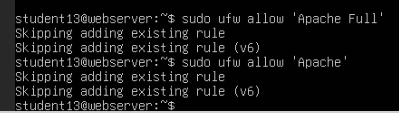 student13@webserver:~$ sudo ufw allow 'Apache Full'
Skipping adding existing rule
Skipping adding existing rule (v6)
student13@webserver:~$ sudo ufw allow 'Apache'
Skipping adding existing rule
Skipping adding existing rule (v6)
student13@webserver:~$